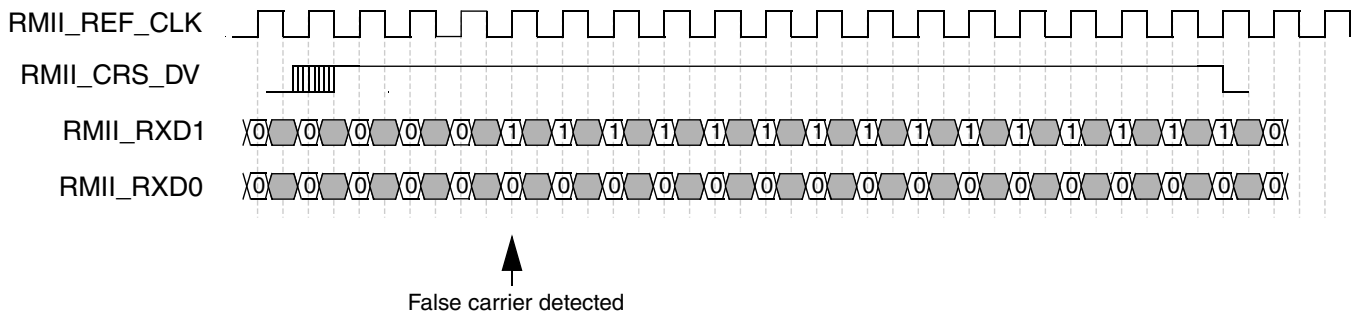 RMII_REF_CLK
RMII_CRS_DV
RMII_RXD1 0 0 0 0 0 1 1 1 1 1 1 1 1 1 1 1 1 1 1 1 0
RMII_RXD0 0 0 0 0 0 0 0 0 0 0 0 0 0 0 0 0 0 0 0 0 0
False carrier detected